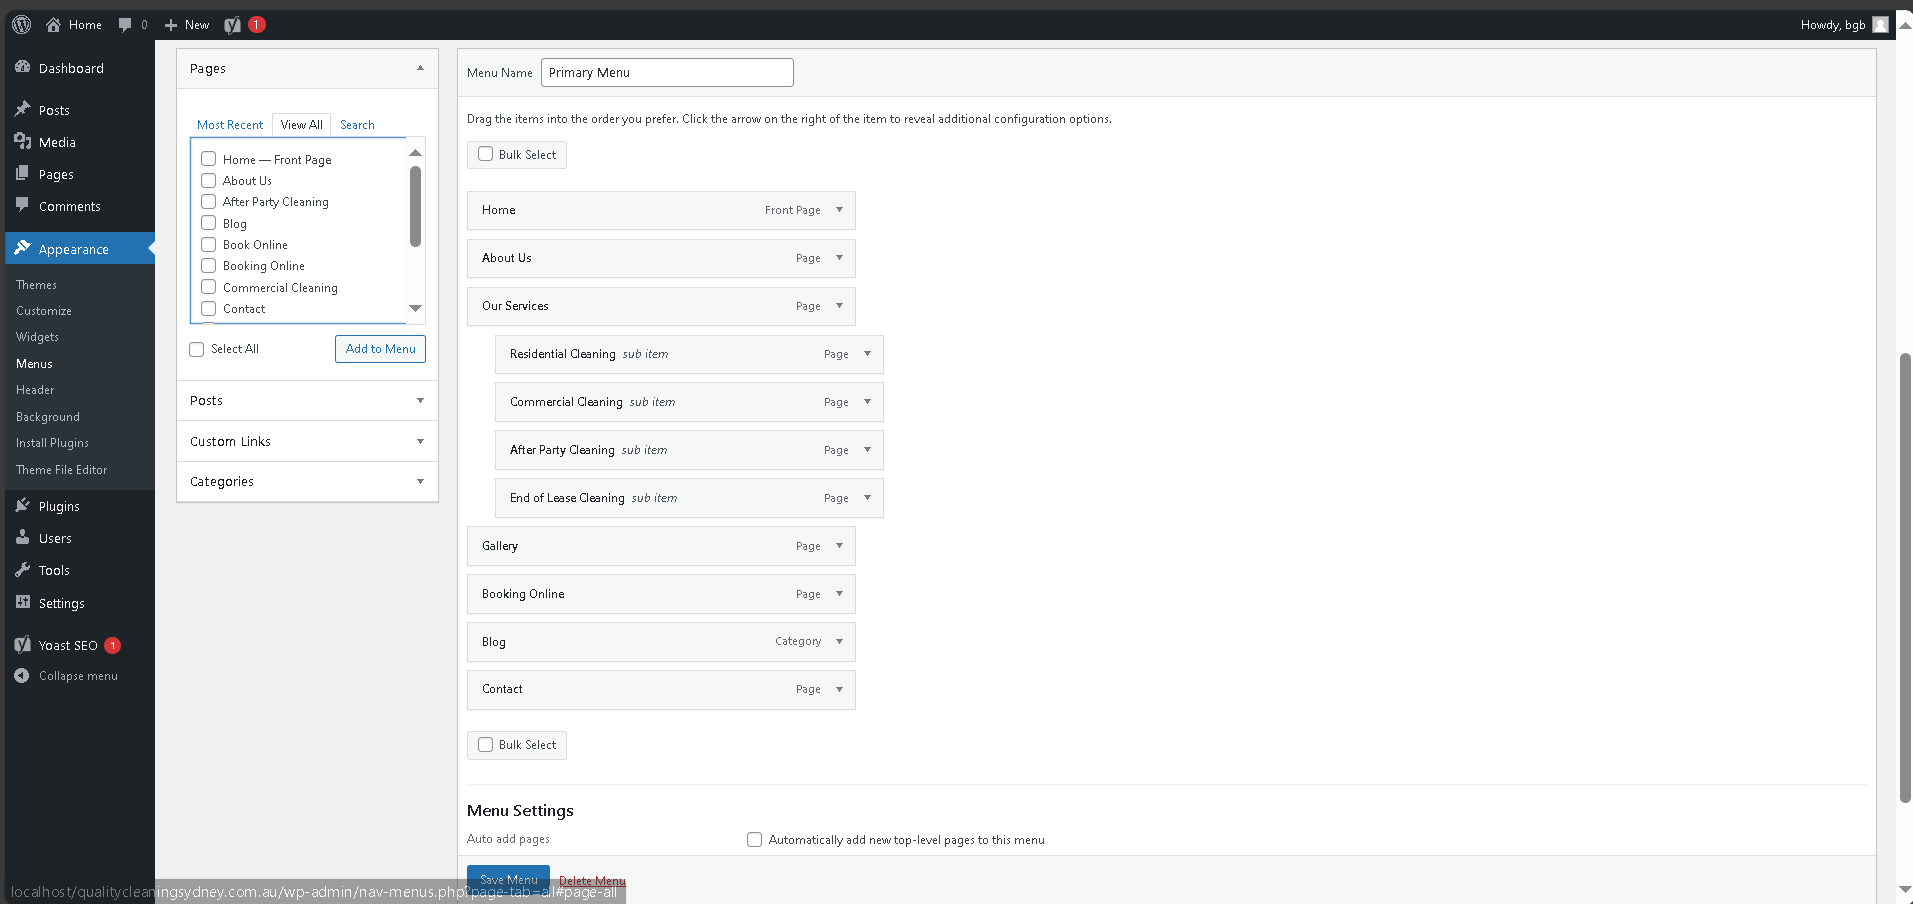 Home 0 New 1 Howdy, bgb
Dashboard
Posts
Media
Pages
Comments
Appearance
Themes
Customize
Widgets
Menus
Header
Background
Install Plugins
Theme File Editor
Plugins
Users
Tools
Settings
Yoast SEO 1
Collapse menu
Pages
Most Recent View All Search
Home — Front Page
About Us
After Party Cleaning
Blog
Book Online
Booking Online
Commercial Cleaning
Contact
Select All Add to Menu
Posts
Custom Links
Categories
Menu Name Primary Menu
Drag the items into the order you prefer. Click the arrow on the right of the item to reveal additional configuration options.
Bulk Select
Home Front Page
About Us Page
Our Services Page
Residential Cleaning sub item Page
Commercial Cleaning sub item Page
After Party Cleaning sub item Page
End of Lease Cleaning sub item Page
Gallery Page
Booking Online Page
Blog Category
Contact Page
Bulk Select
Menu Settings
Auto add pages Automatically add new top-level pages to this menu
Save Menu Delete Menu
localhost/qualitycleaningsydney.com.au/wp-admin/nav-menus.php?page-tab=all#page-all